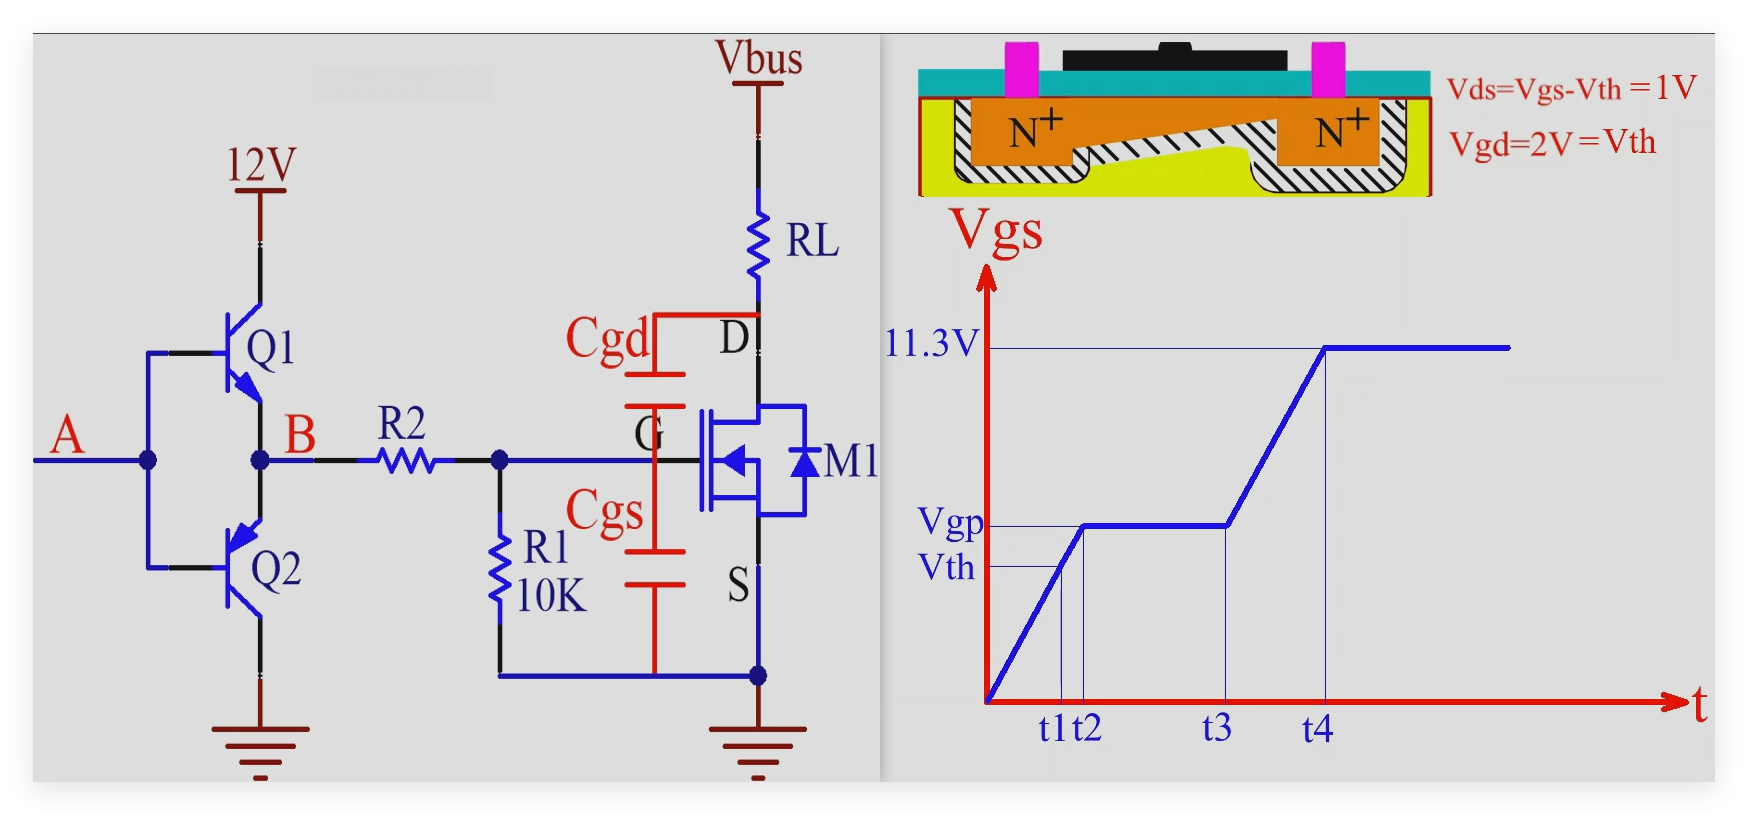 Vbus
12V
RL
Q1
Cgd
D
A
B
R2
G
M1
Cgs
Q2
R1
10K
S
N+
N+
Vds=Vgs-Vth=1V
Vgd=2V=Vth
Vgs
11.3V
Vgp
Vth
t1
t2
t3
t4
t